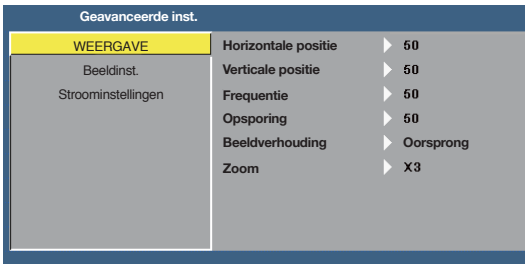 Geavanceerde inst.
WEERGAVE
Beeldinst.
Stroominstellingen
Horizontale positie 50
Verticale positie 50
Frequentie 50
Opsporing 50
Beeldverhouding Oorsprong
Zoom X3